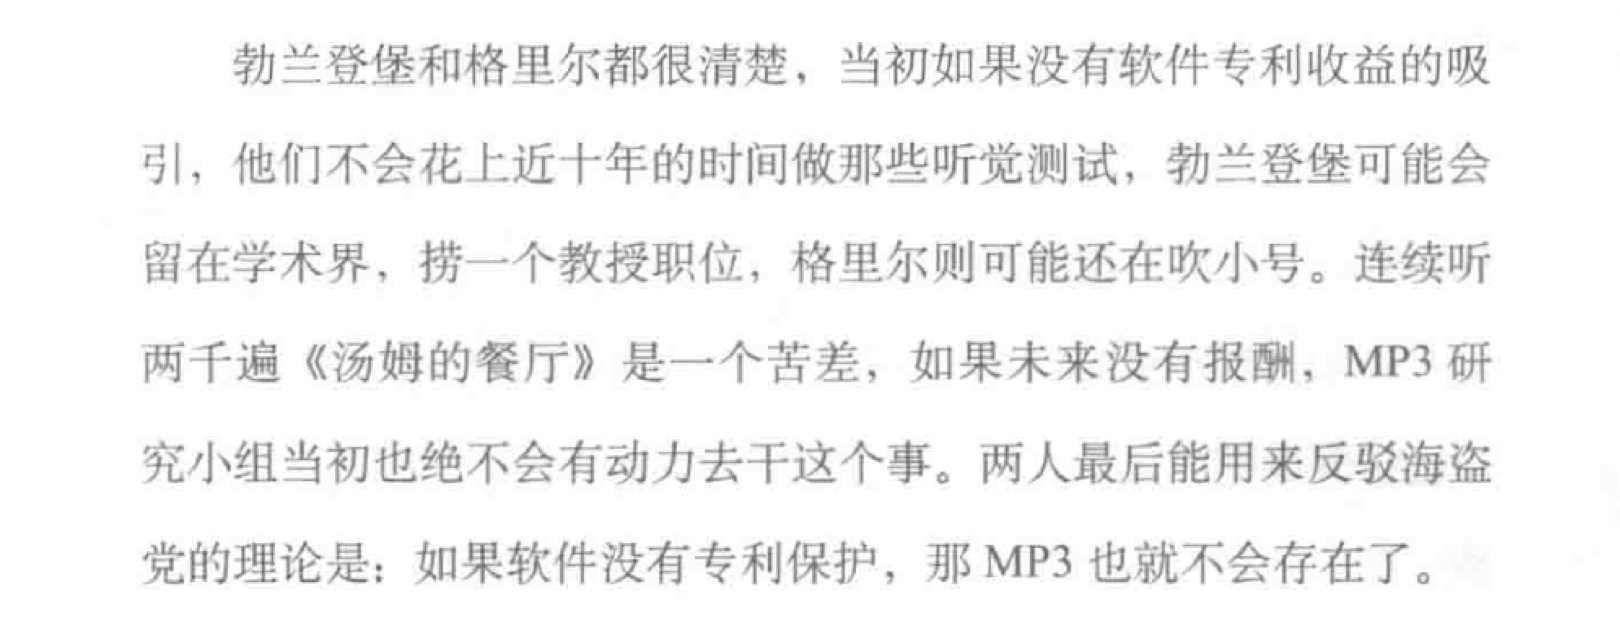 勃兰登堡和格里尔都很清楚，当初如果没有软件专利收益的吸
引，他们不会花上近十年的时间做那些听觉测试，勃兰登堡可能会
留在学术界，捞一个教授职位，格里尔则可能还在吹小号。连续听
两千遍《汤姆的餐厅》是一个苦差，如果未来没有报酬，MP3 研
究小组当初也绝不会有动力去干这个事。两人最后能用来反驳海盗
党的理论是：如果软件没有专利保护，那 MP3 也就不会存在了。